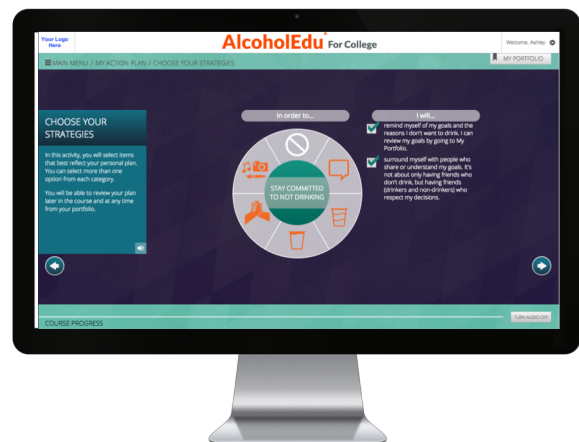 Your Logo
Here
AlcoholEdu® For College
Welcome, Ashley
MAIN MENU / MY ACTION PLAN / CHOOSE YOUR STRATEGIES
MY PORTFOLIO
CHOOSE YOUR
STRATEGIES
In this activity, you will select items
that best reflect your personal plan.
You can select more than one
option from each category.
You will be able to review your plan
later in the course and at any time
from your portfolio.
In order to...
STAY COMMITTED
TO NOT DRINKING
I will...
remind myself of my goals and the
reasons I don't want to drink. I can
review my goals by going to My
Portfolio.
surround myself with people who
share or understand my goals. It's
not about only having friends who
don't drink, but having friends
(drinkers and non-drinkers) who
respect my decisions.
COURSE PROGRESS
TURN AUDIO OFF